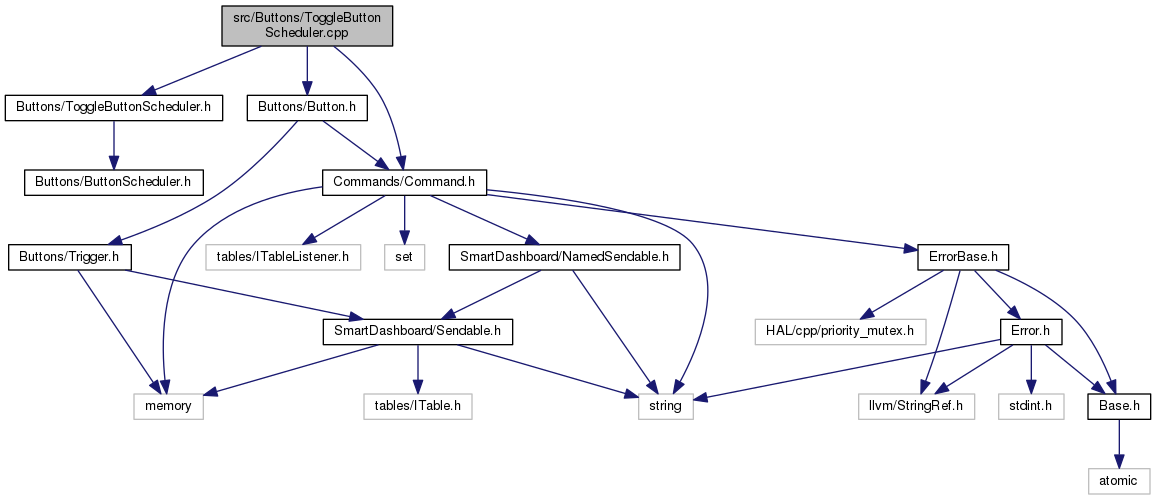 src/Buttons/ToggleButton
Scheduler.cpp
Buttons/ToggleButtonScheduler.h
Buttons/Button.h
Buttons/ButtonScheduler.h
Commands/Command.h
Buttons/Trigger.h
tables/ITableListener.h
set
SmartDashboard/NamedSendable.h
ErrorBase.h
SmartDashboard/Sendable.h
HAL/cpp/priority_mutex.h
Error.h
memory
tables/ITable.h
string
llvm/StringRef.h
stdint.h
Base.h
atomic